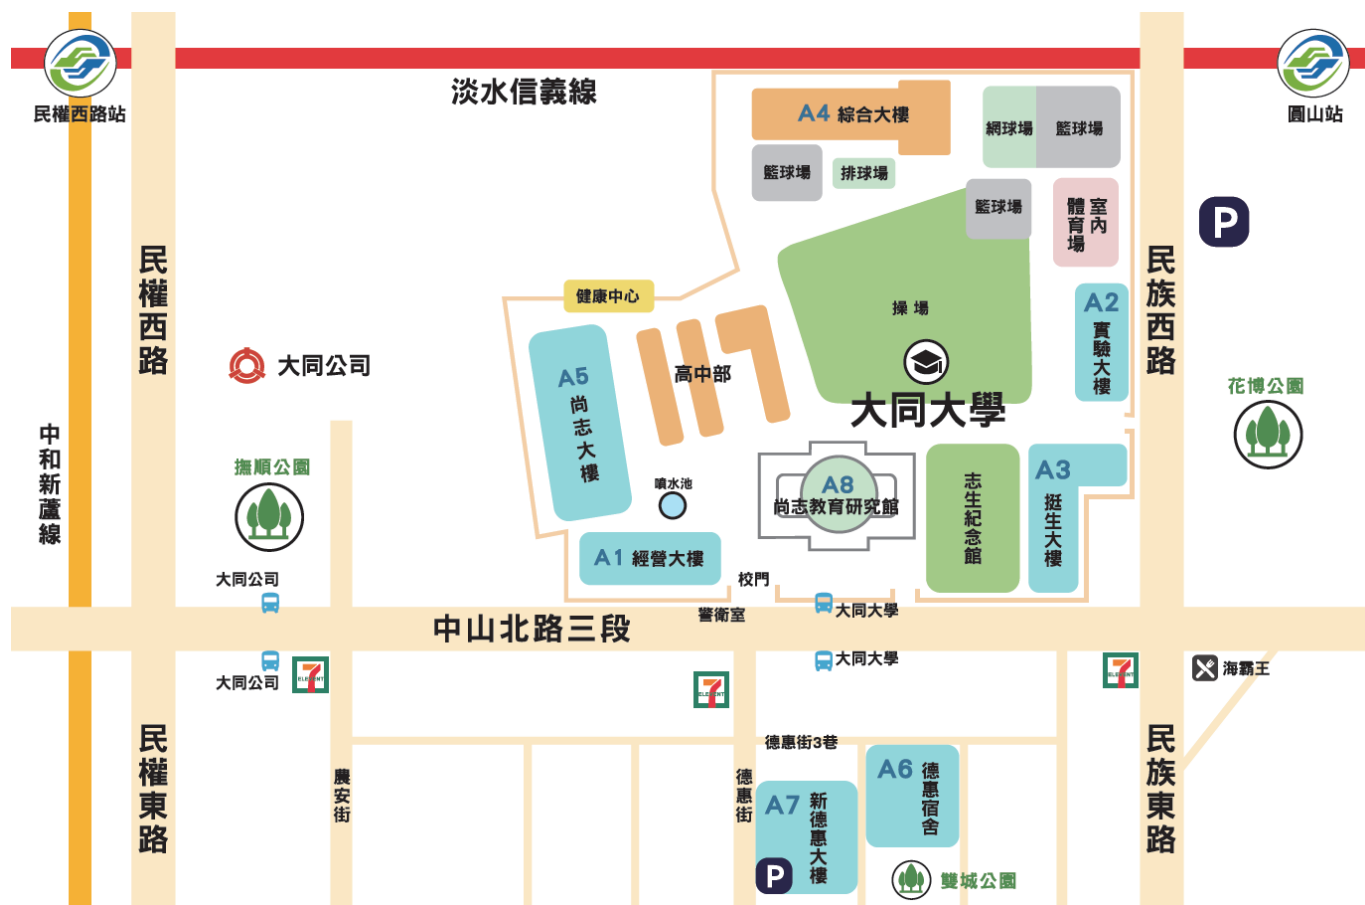 民權西路站
淡水信義線
圓山站
A4 綜合大樓
網球場
籃球場
籃球場
排球場
籃球場
室內
體育場
P
民權西路
民族西路
健康中心
操場
A2
實驗大樓
大同公司
高中部
A5
尚志大樓
大同大學
花博公園
中和新蘆線
撫順公園
噴水池
A8
尚志教育研究館
志生紀念館
A3
挺生大樓
A1 經營大樓
校門
大同公司
警衛室
大同大學
中山北路三段
大同公司
大同大學
7
ELEVEN
7
ELEVEN
7
ELEVEN
海霸王
民權東路
農安街
德惠街
德惠街3巷
A6
德惠宿舍
A7
新德惠大樓
P
民族東路
雙城公園